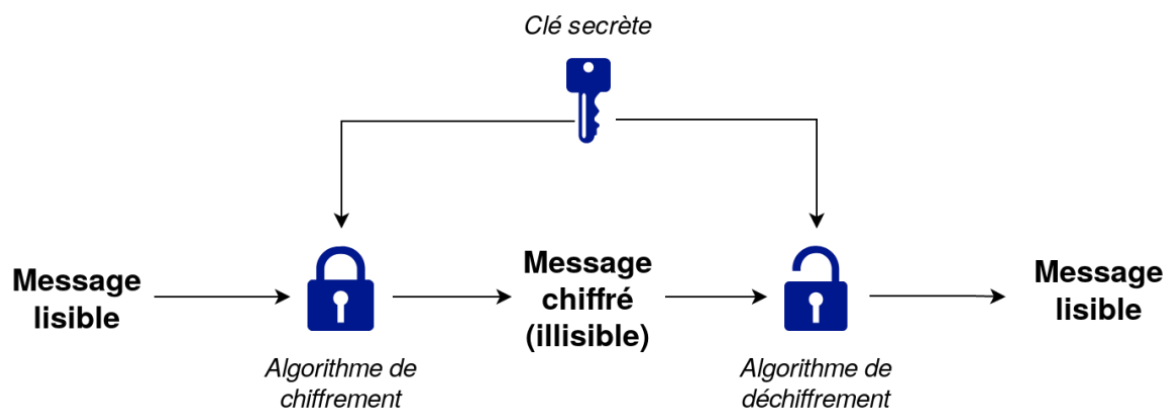 Clé secrète
Message
lisible
Algorithme de
chiffrement
Message
chiffré
(illisible)
Algorithme de
déchiffrement
Message
lisible